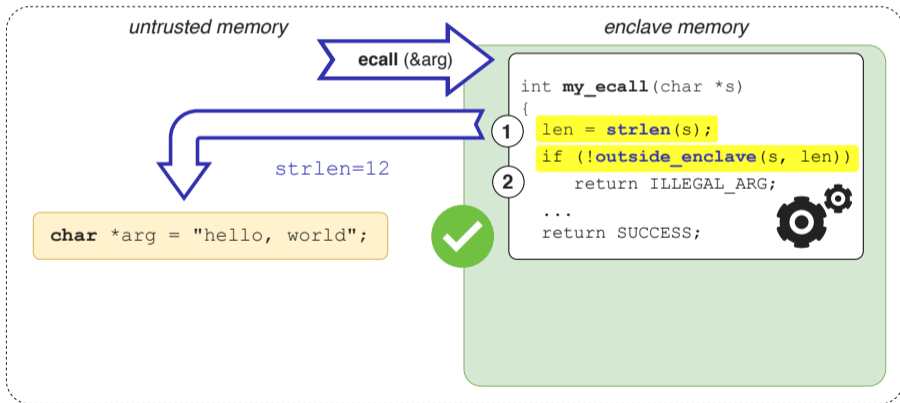 untrusted memory
enclave memory
ecall (&arg)
int my_ecall(char *s)
{
1
len = strlen(s);
if (!outside_enclave(s, len))
2
return ILLEGAL_ARG;
...
return SUCCESS;
strlen=12
char *arg = "hello, world";